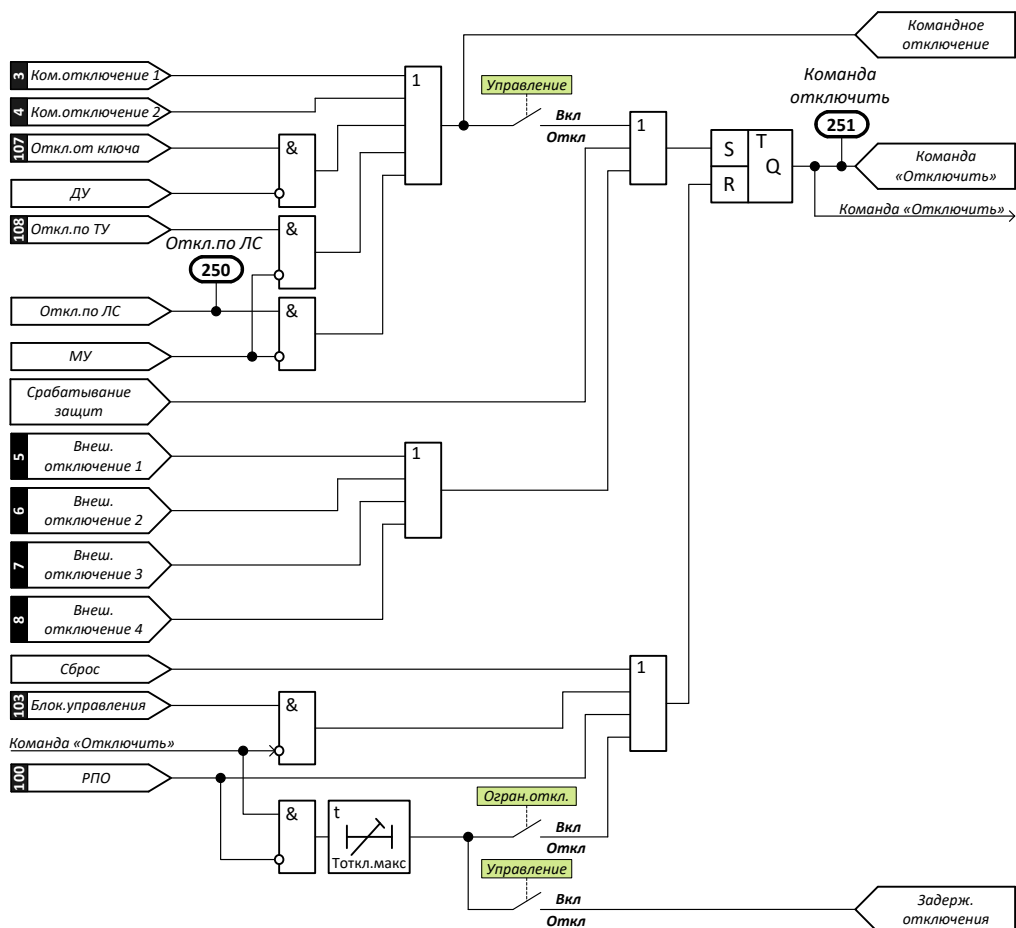 Командное
отключение
3 Ком.отключение 1
1
Управление
Вкл
Откл
Команда
отключить
251
4 Ком.отключение 2
1
107 Откл.от ключа
&
S T
Q
R
Команда
«Отключить»
ДУ
Команда «Отключить»
108 Откл.по ТУ
&
Откл.по ЛС
250
Откл.по ЛС
&
МУ
Срабатывание
защит
5 Внеш.
отключение 1
1
6 Внеш.
отключение 2
7 Внеш.
отключение 3
8 Внеш.
отключение 4
Сброс
1
103 Блок.управления
&
Команда «Отключить»
100 РПО
&
t
Тоткл.макс
Огран.откл.
Вкл
Откл
Управление
Вкл
Откл
Задерж.
отключения